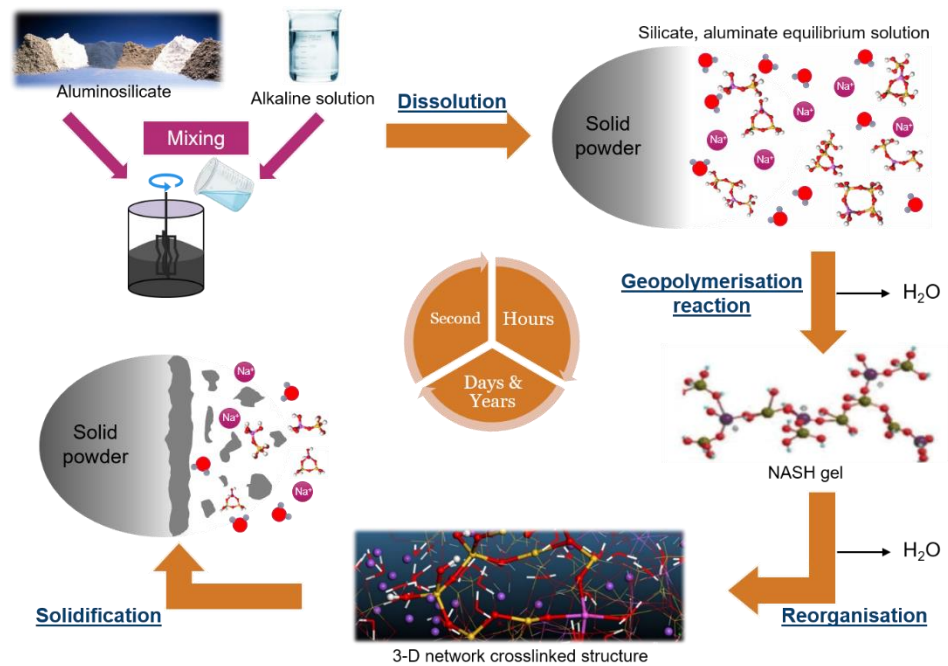 Aluminosilicate
Alkaline solution
Mixing
Dissolution
Silicate, aluminate equilibrium solution
Solid
powder
Na⁺
Na⁺
Na⁺
Na⁺
Na⁺
Geopolymerisation
reaction
H₂O
Second
Hours
Days &
Years
NASH gel
H₂O
Reorganisation
3-D network crosslinked structure
Solidification
Solid
powder
Na⁺
Na⁺
Na⁺